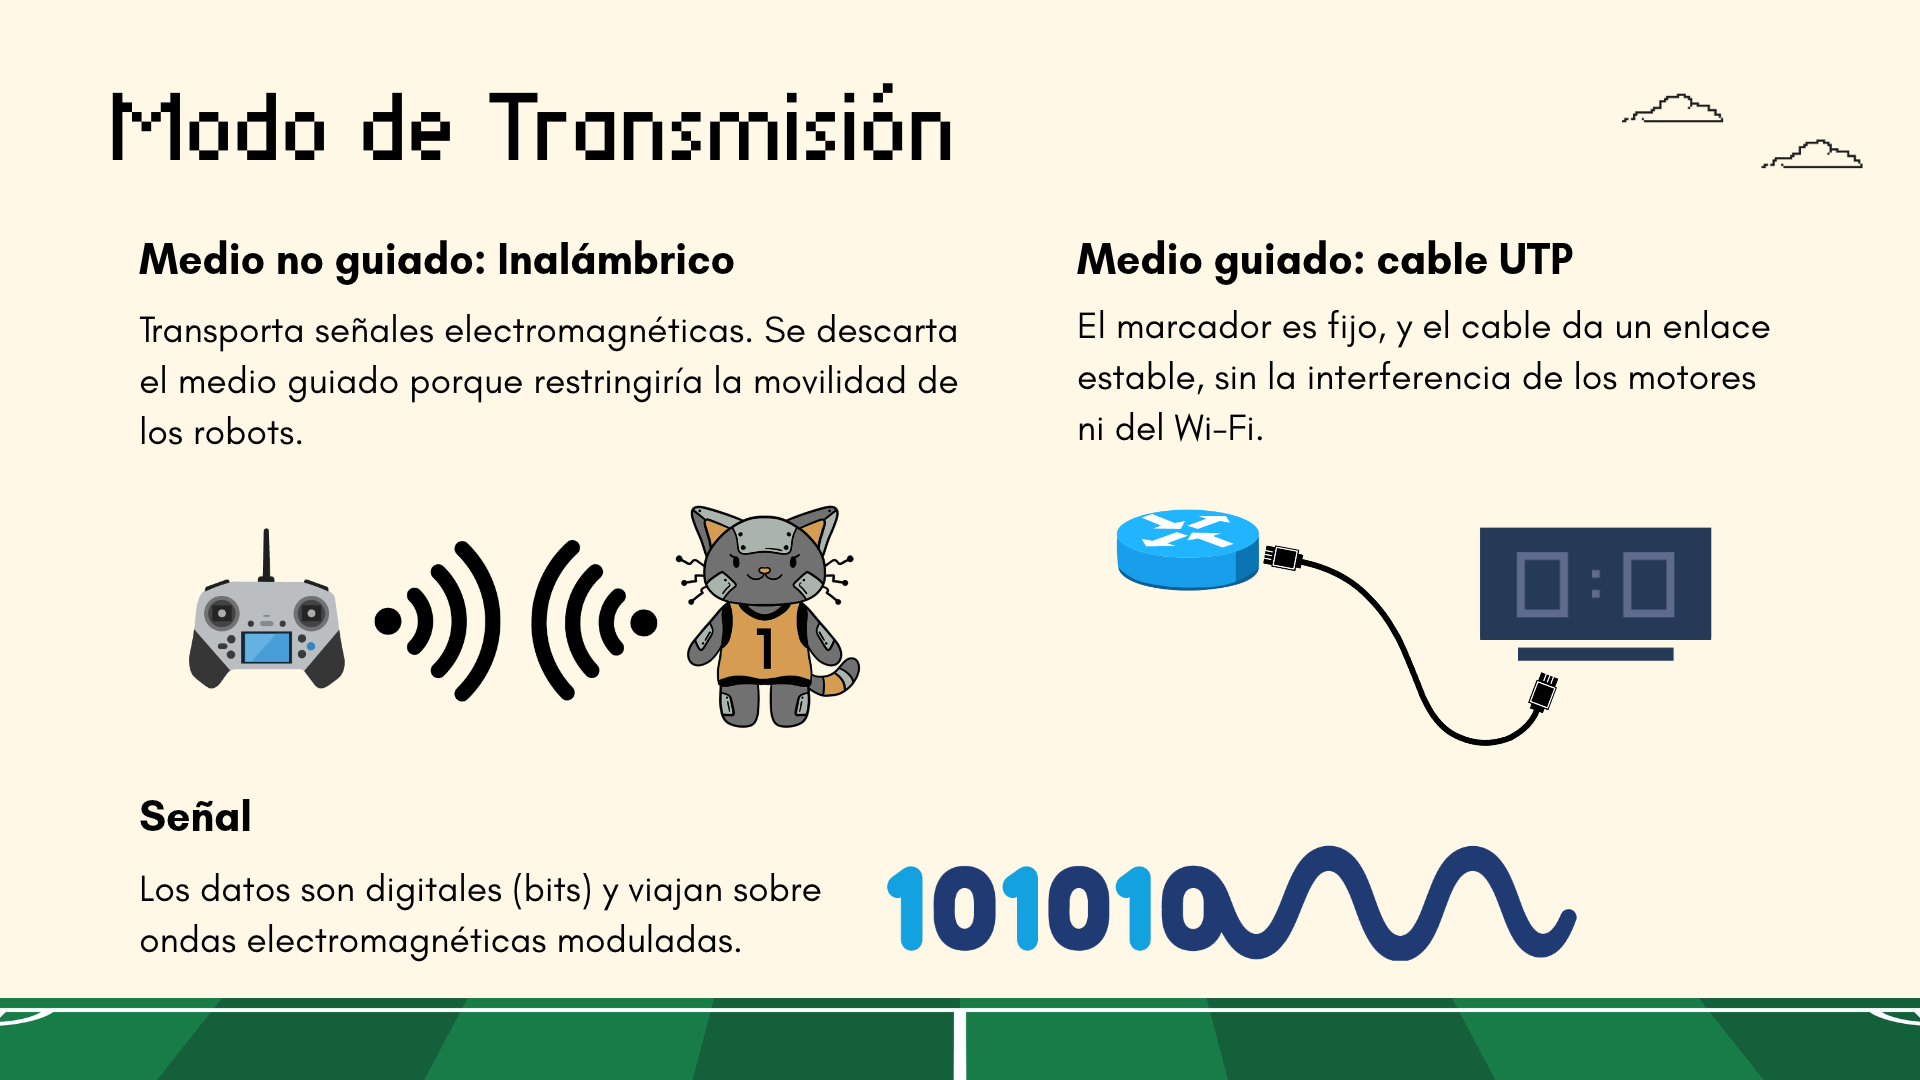 Modo de Transmisión
Medio no guiado: Inalámbrico
Transporta señales electromagnéticas. Se descarta
el medio guiado porque restringiría la movilidad de
los robots.
Medio guiado: cable UTP
El marcador es fijo, y el cable da un enlace
estable, sin la interferencia de los motores
ni del Wi-Fi.
1
0:0
Señal
Los datos son digitales (bits) y viajan sobre
ondas electromagnéticas moduladas.
101010